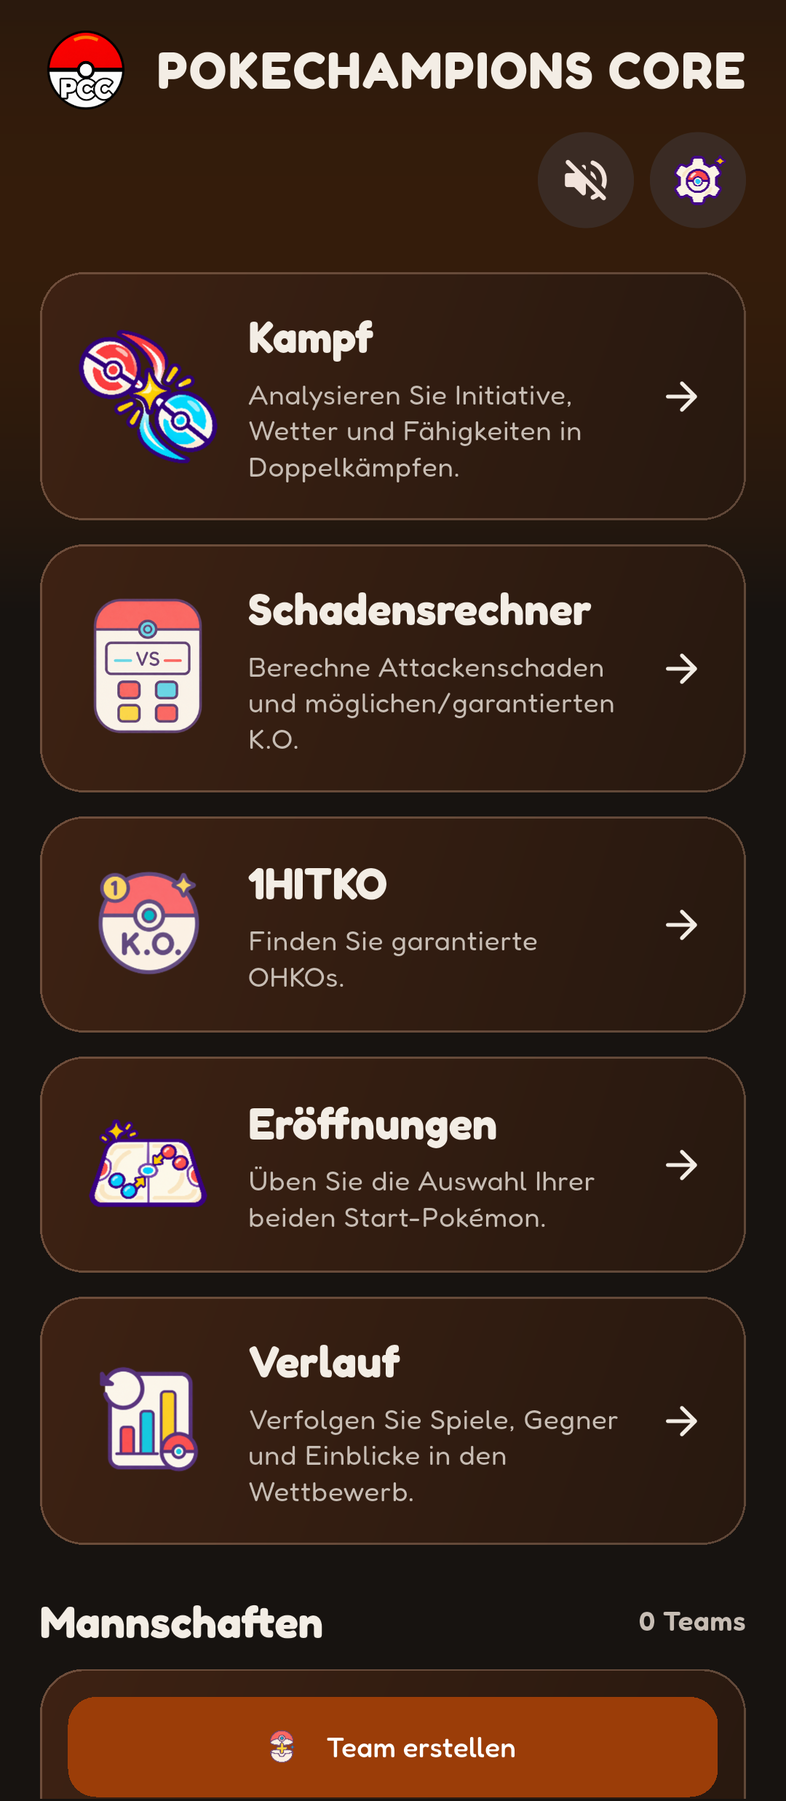 PCC
POKECHAMPIONS CORE
Kampf
Analysieren Sie Initiative,
Wetter und Fähigkeiten in
Doppelkämpfen.
VS
Schadensrechner
Berechne Attackenschaden
und möglichen/garantierten
K.O.
1
K.O.
1HITKO
Finden Sie garantierte
OHKOs.
Eröffnungen
Üben Sie die Auswahl Ihrer
beiden Start-Pokémon.
Verlauf
Verfolgen Sie Spiele, Gegner
und Einblicke in den
Wettbewerb.
Mannschaften
0 Teams
Team erstellen